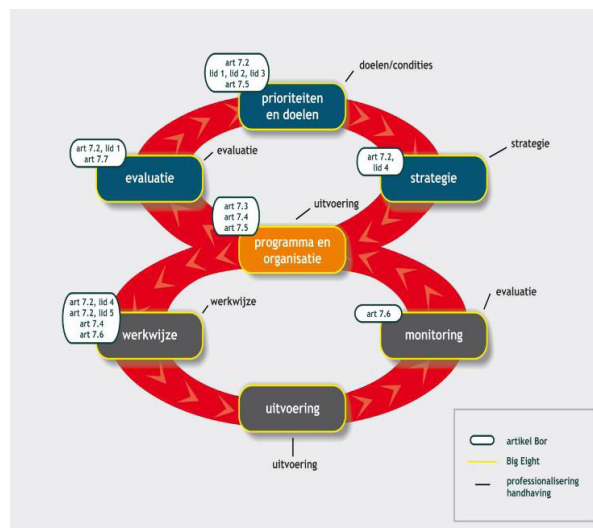 art 7.2
lid 1, lid 2, lid 3
art 7.5
doelen/condities
prioriteiten
en doelen
art 7.2, lid 1
art 7.7
evaluatie
evaluatie
art 7.2,
lid 4
strategie
strategie
art 7.3
art 7.4
art 7.5
uitvoering
programma en
organisatie
art 7.2, lid 4
art 7.2, lid 5
art 7.4
art 7.6
werkwijze
werkwijze
art 7.6
evaluatie
monitoring
uitvoering
uitvoering
artikel Bor
Big Eight
professionalisering
handhaving